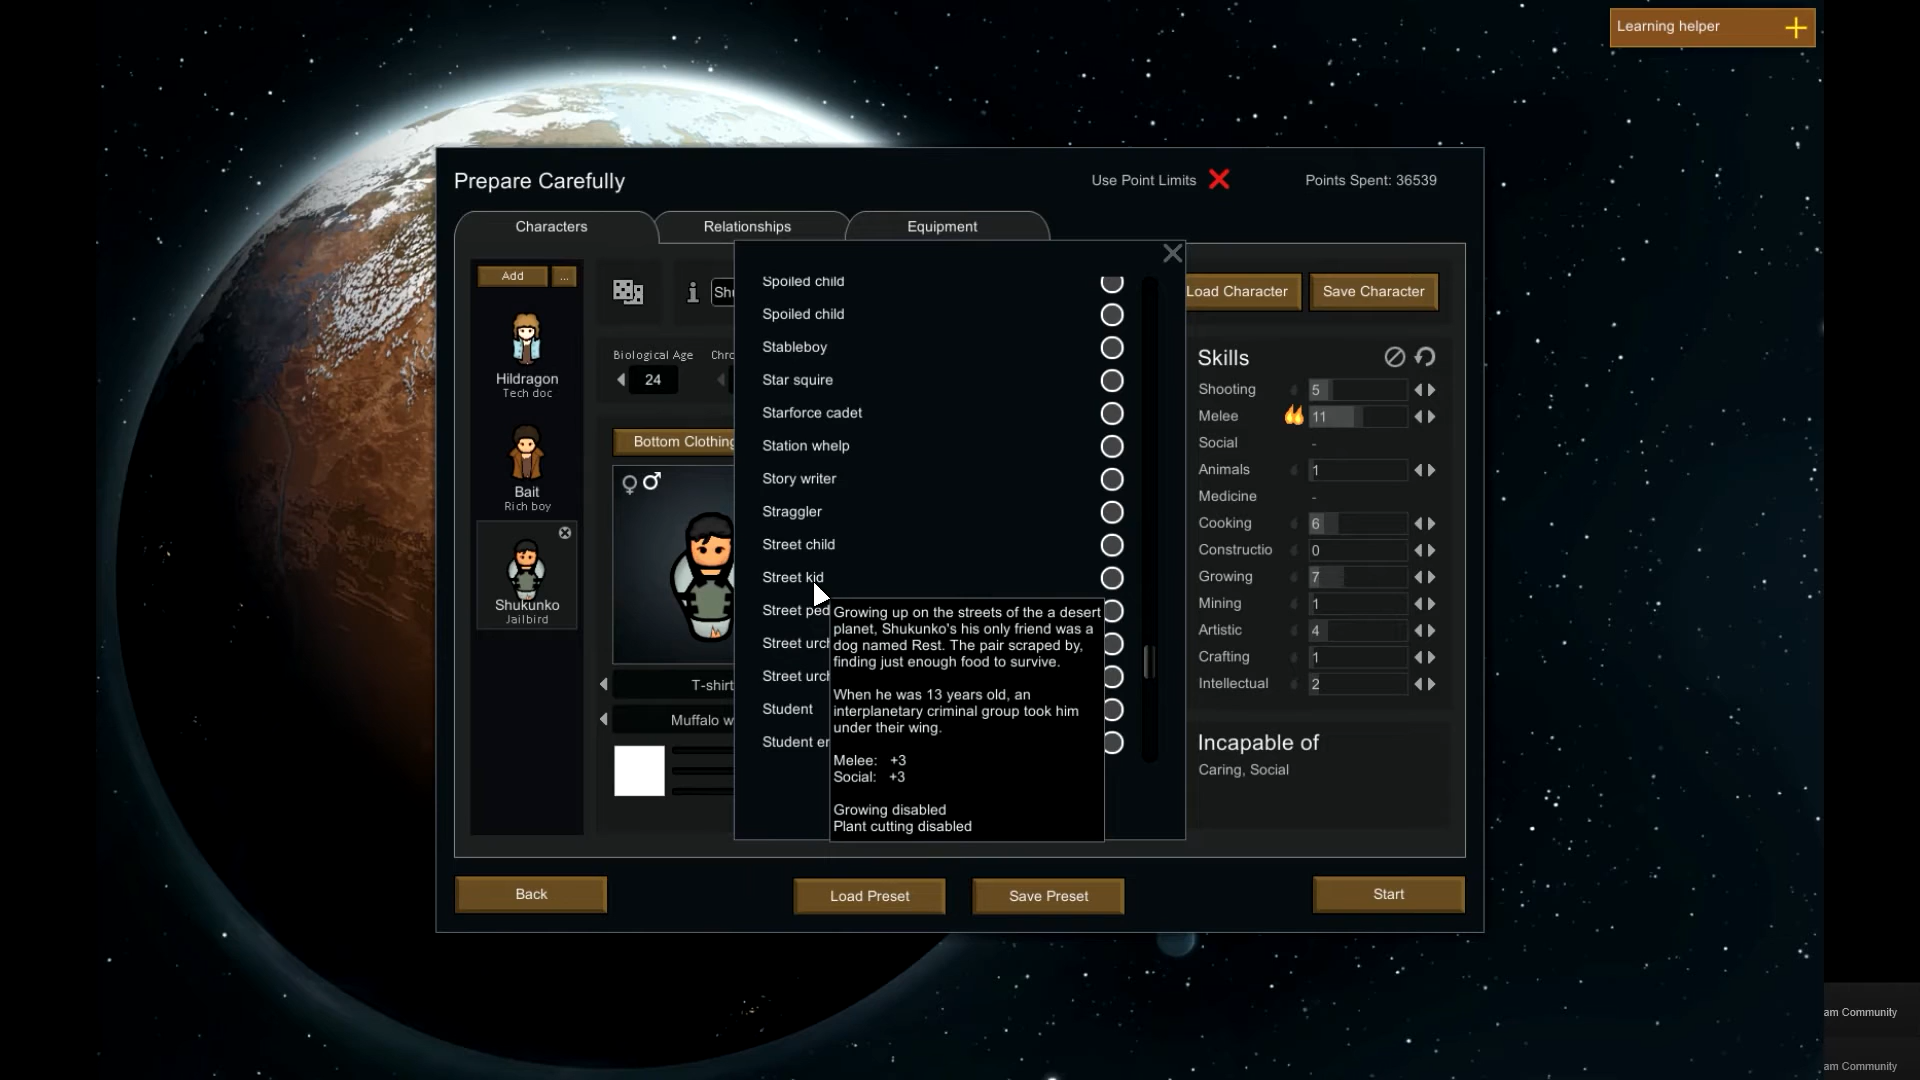 Learning helper
Prepare Carefully
Use Point Limits
Points Spent: 36539
Characters
Relationships
Equipment
Add
...
Hildragon
Tech doc
Bait
Rich boy
Shukunko
Jailbird
Biological Age
24
Bottom Clothing
T-shirt
Spoiled child
Spoiled child
Stableboy
Star squire
Starforce cadet
Station whelp
Story writer
Straggler
Street child
Street kid
Student
Growing up on the streets of the a desert
planet, Shukunko's his only friend was a
dog named Rest. The pair scraped by,
finding just enough food to survive.
When he was 13 years old, an
interplanetary criminal group took him
under their wing.
Melee: +3
Social: +3
Growing disabled
Plant cutting disabled
Load Character
Save Character
Skills
Shooting 5
Melee 11
Social -
Animals 1
Medicine -
Cooking 6
Constructio 0
Growing 7
Mining 1
Artistic 4
Crafting 1
Intellectual 2
Incapable of
Caring, Social
Back
Load Preset
Save Preset
Start
am Community
am Community